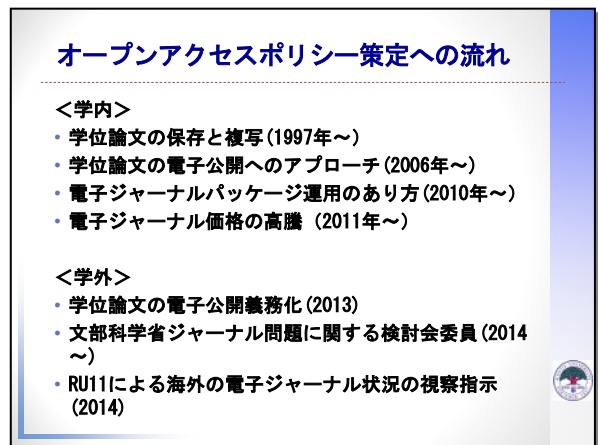 オープンアクセスポリシー策定への流れ
＜学内＞
・学位論文の保存と複写(1997年～)
・学位論文の電子公開へのアプローチ(2006年～)
・電子ジャーナルパッケージ運用のあり方(2010年～)
・電子ジャーナル価格の高騰（2011年～）
＜学外＞
・学位論文の電子公開義務化(2013)
・文部科学省ジャーナル問題に関する検討会委員(2014
～)
・RU11による海外の電子ジャーナル状況の視察指示
(2014)